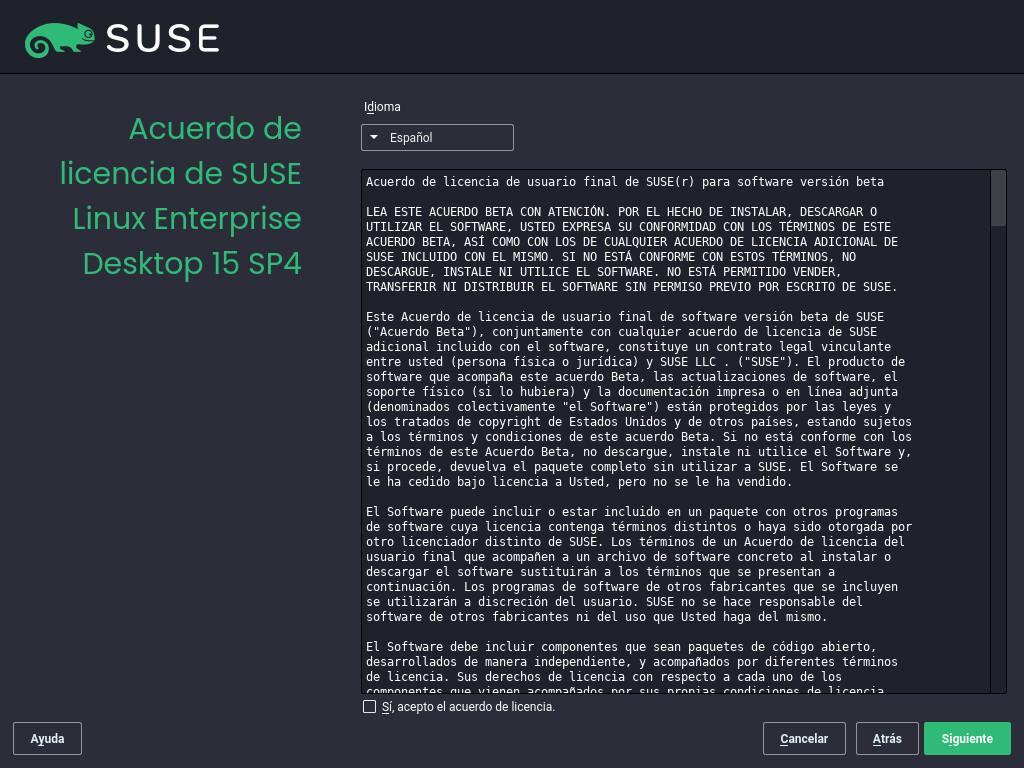 SUSE
Acuerdo de
licencia de SUSE
Linux Enterprise
Desktop 15 SP4
Idioma
Español
Acuerdo de licencia de usuario final de SUSE(r) para software versión beta
LEA ESTE ACUERDO BETA CON ATENCIÓN. POR EL HECHO DE INSTALAR, DESCARGAR O
UTILIZAR EL SOFTWARE, USTED EXPRESA SU CONFORMIDAD CON LOS TÉRMINOS DE ESTE
ACUERDO BETA, ASÍ COMO CON LOS DE CUALQUIER ACUERDO DE LICENCIA ADICIONAL DE
SUSE INCLUIDO CON EL MISMO. SI NO ESTÁ CONFORME CON ESTOS TÉRMINOS, NO
DESCARGUE, INSTALE NI UTILICE EL SOFTWARE. NO ESTÁ PERMITIDO VENDER,
TRANSFERIR NI DISTRIBUIR EL SOFTWARE SIN PERMISO PREVIO POR ESCRITO DE SUSE.
Este Acuerdo de licencia de usuario final de software versión beta de SUSE
("Acuerdo Beta"), conjuntamente con cualquier acuerdo de licencia de SUSE
adicional incluido con el software, constituye un contrato legal vinculante
entre usted (persona física o jurídica) y SUSE LLC . ("SUSE"). El producto de
software que acompaña este acuerdo Beta, las actualizaciones de software, el
soporte físico (si lo hubiera) y la documentación impresa o en línea adjunta
(denominados colectivamente "el Software") están protegidos por las leyes y
los tratados de copyright de Estados Unidos y de otros países, estando sujetos
a los términos y condiciones de este acuerdo Beta. Si no está conforme con los
términos de este Acuerdo Beta, no descargue, instale ni utilice el Software y,
si procede, devuelva el paquete completo sin utilizar a SUSE. El Software se
le ha cedido bajo licencia a Usted, pero no se le ha vendido.
El Software puede incluir o estar incluido en un paquete con otros programas
de software cuya licencia contenga términos distintos o haya sido otorgada por
otro licenciador distinto de SUSE. Los términos de un Acuerdo de licencia del
usuario final que acompañen a un archivo de software concreto al instalar o
descargar el software sustituirán a los términos que se presentan a
continuación. Los programas de software de otros fabricantes que se incluyen
se utilizarán a discreción del usuario. SUSE no se hace responsable del
software de otros fabricantes ni del uso que Usted haga del mismo.
El Software debe incluir componentes que sean paquetes de código abierto,
desarrollados de manera independiente, y acompañados por diferentes términos
de licencia. Sus derechos de licencia con respecto a cada uno de los
componentes que vienen acompañados por sus propias condiciones de licencia
Sí, acepto el acuerdo de licencia.
Ayuda
Cancelar
Atrás
Siguiente